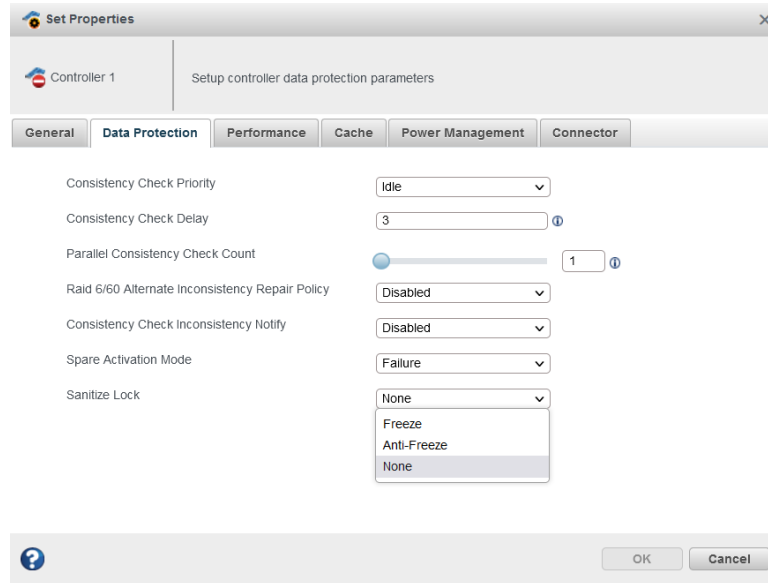 Set Properties
Controller 1
Setup controller data protection parameters
General Data Protection Performance Cache Power Management Connector
Consistency Check Priority Idle
Consistency Check Delay 3
Parallel Consistency Check Count 1
Raid 6/60 Alternate Inconsistency Repair Policy Disabled
Consistency Check Inconsistency Notify Disabled
Spare Activation Mode Failure
Sanitize Lock None
Freeze
Anti-Freeze
None
OK Cancel